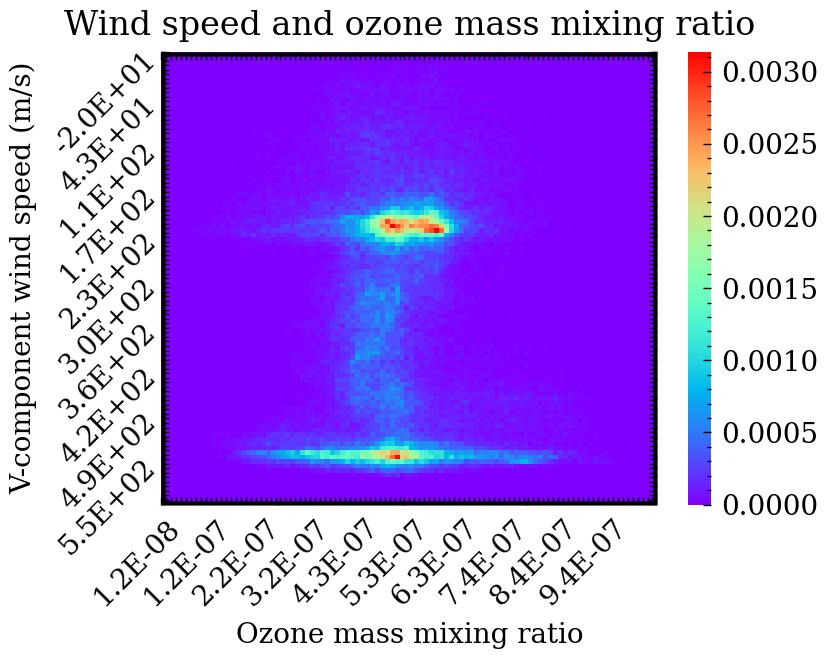 Wind speed and ozone mass mixing ratio
V-component wind speed (m/s)
-2.0E+01
4.3E+01
1.1E+02
1.7E+02
2.3E+02
3.0E+02
3.6E+02
4.2E+02
4.9E+02
5.5E+02
1.2E-08
1.2E-07
2.2E-07
3.2E-07
4.3E-07
5.3E-07
6.3E-07
7.4E-07
8.4E-07
9.4E-07
Ozone mass mixing ratio
0.0030
0.0025
0.0020
0.0015
0.0010
0.0005
0.0000